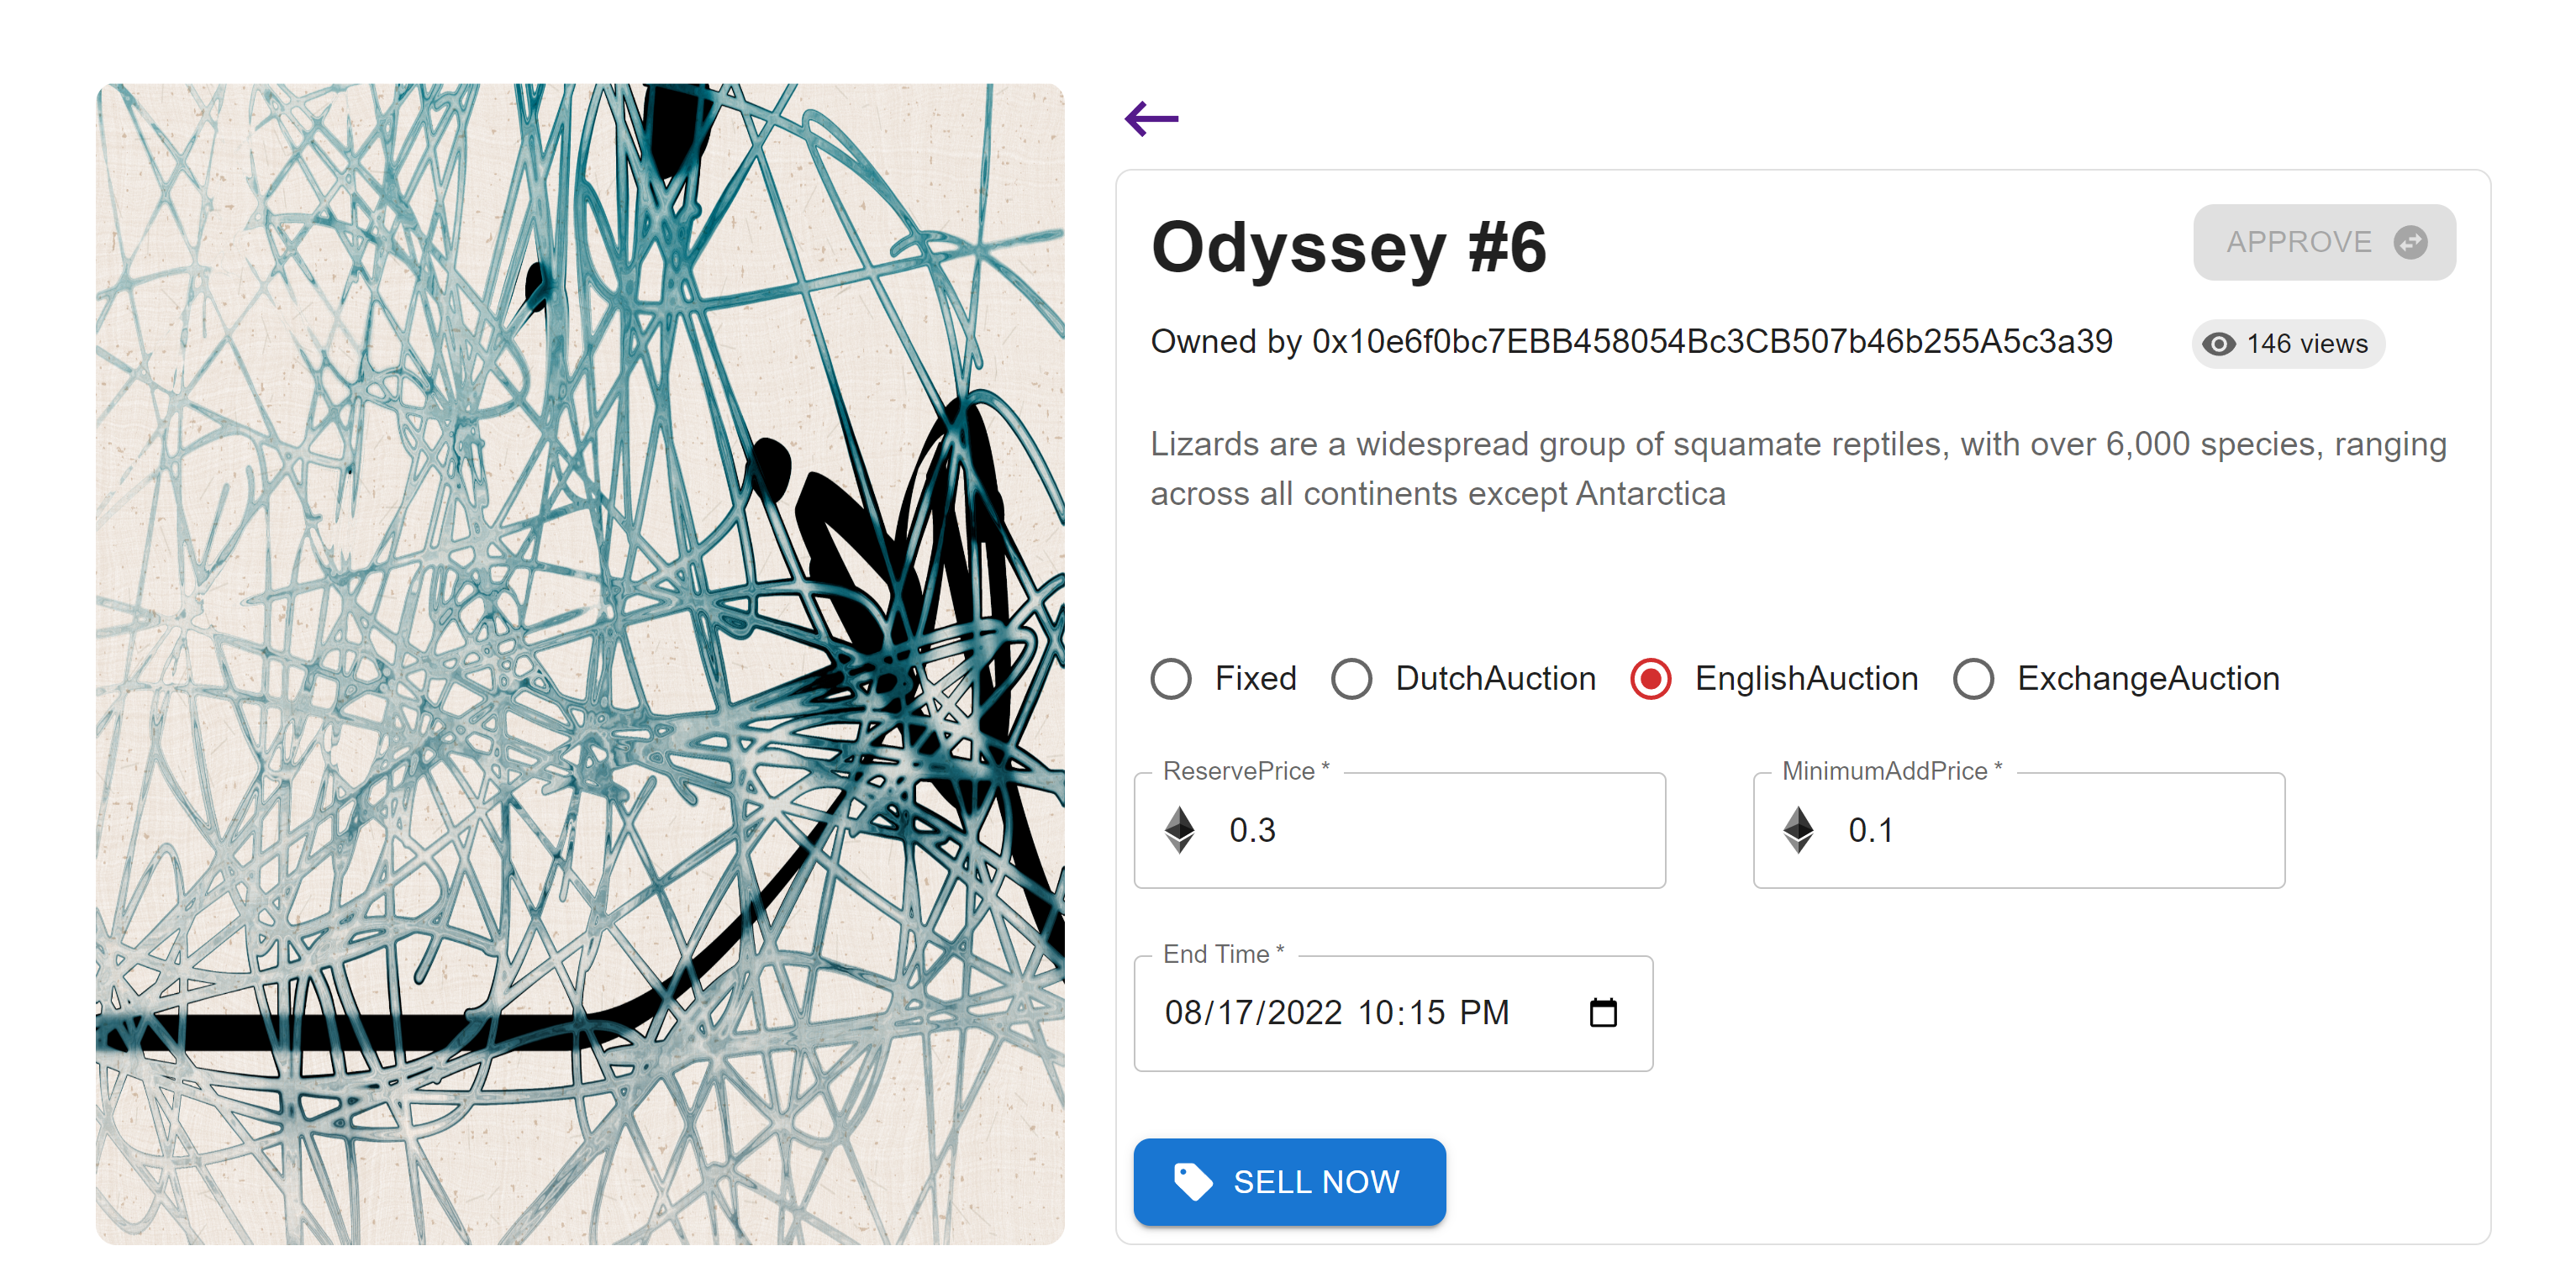 Odyssey #6
APPROVE
Owned by 0x10e6f0bc7EBB458054Bc3CB507b46b255A5c3a39
146 views
Lizards are a widespread group of squamate reptiles, with over 6,000 species, ranging
across all continents except Antarctica
Fixed DutchAuction EnglishAuction ExchangeAuction
ReservePrice * MinimumAddPrice *
0.3 0.1
End Time *
08/17/2022 10:15 PM
SELL NOW